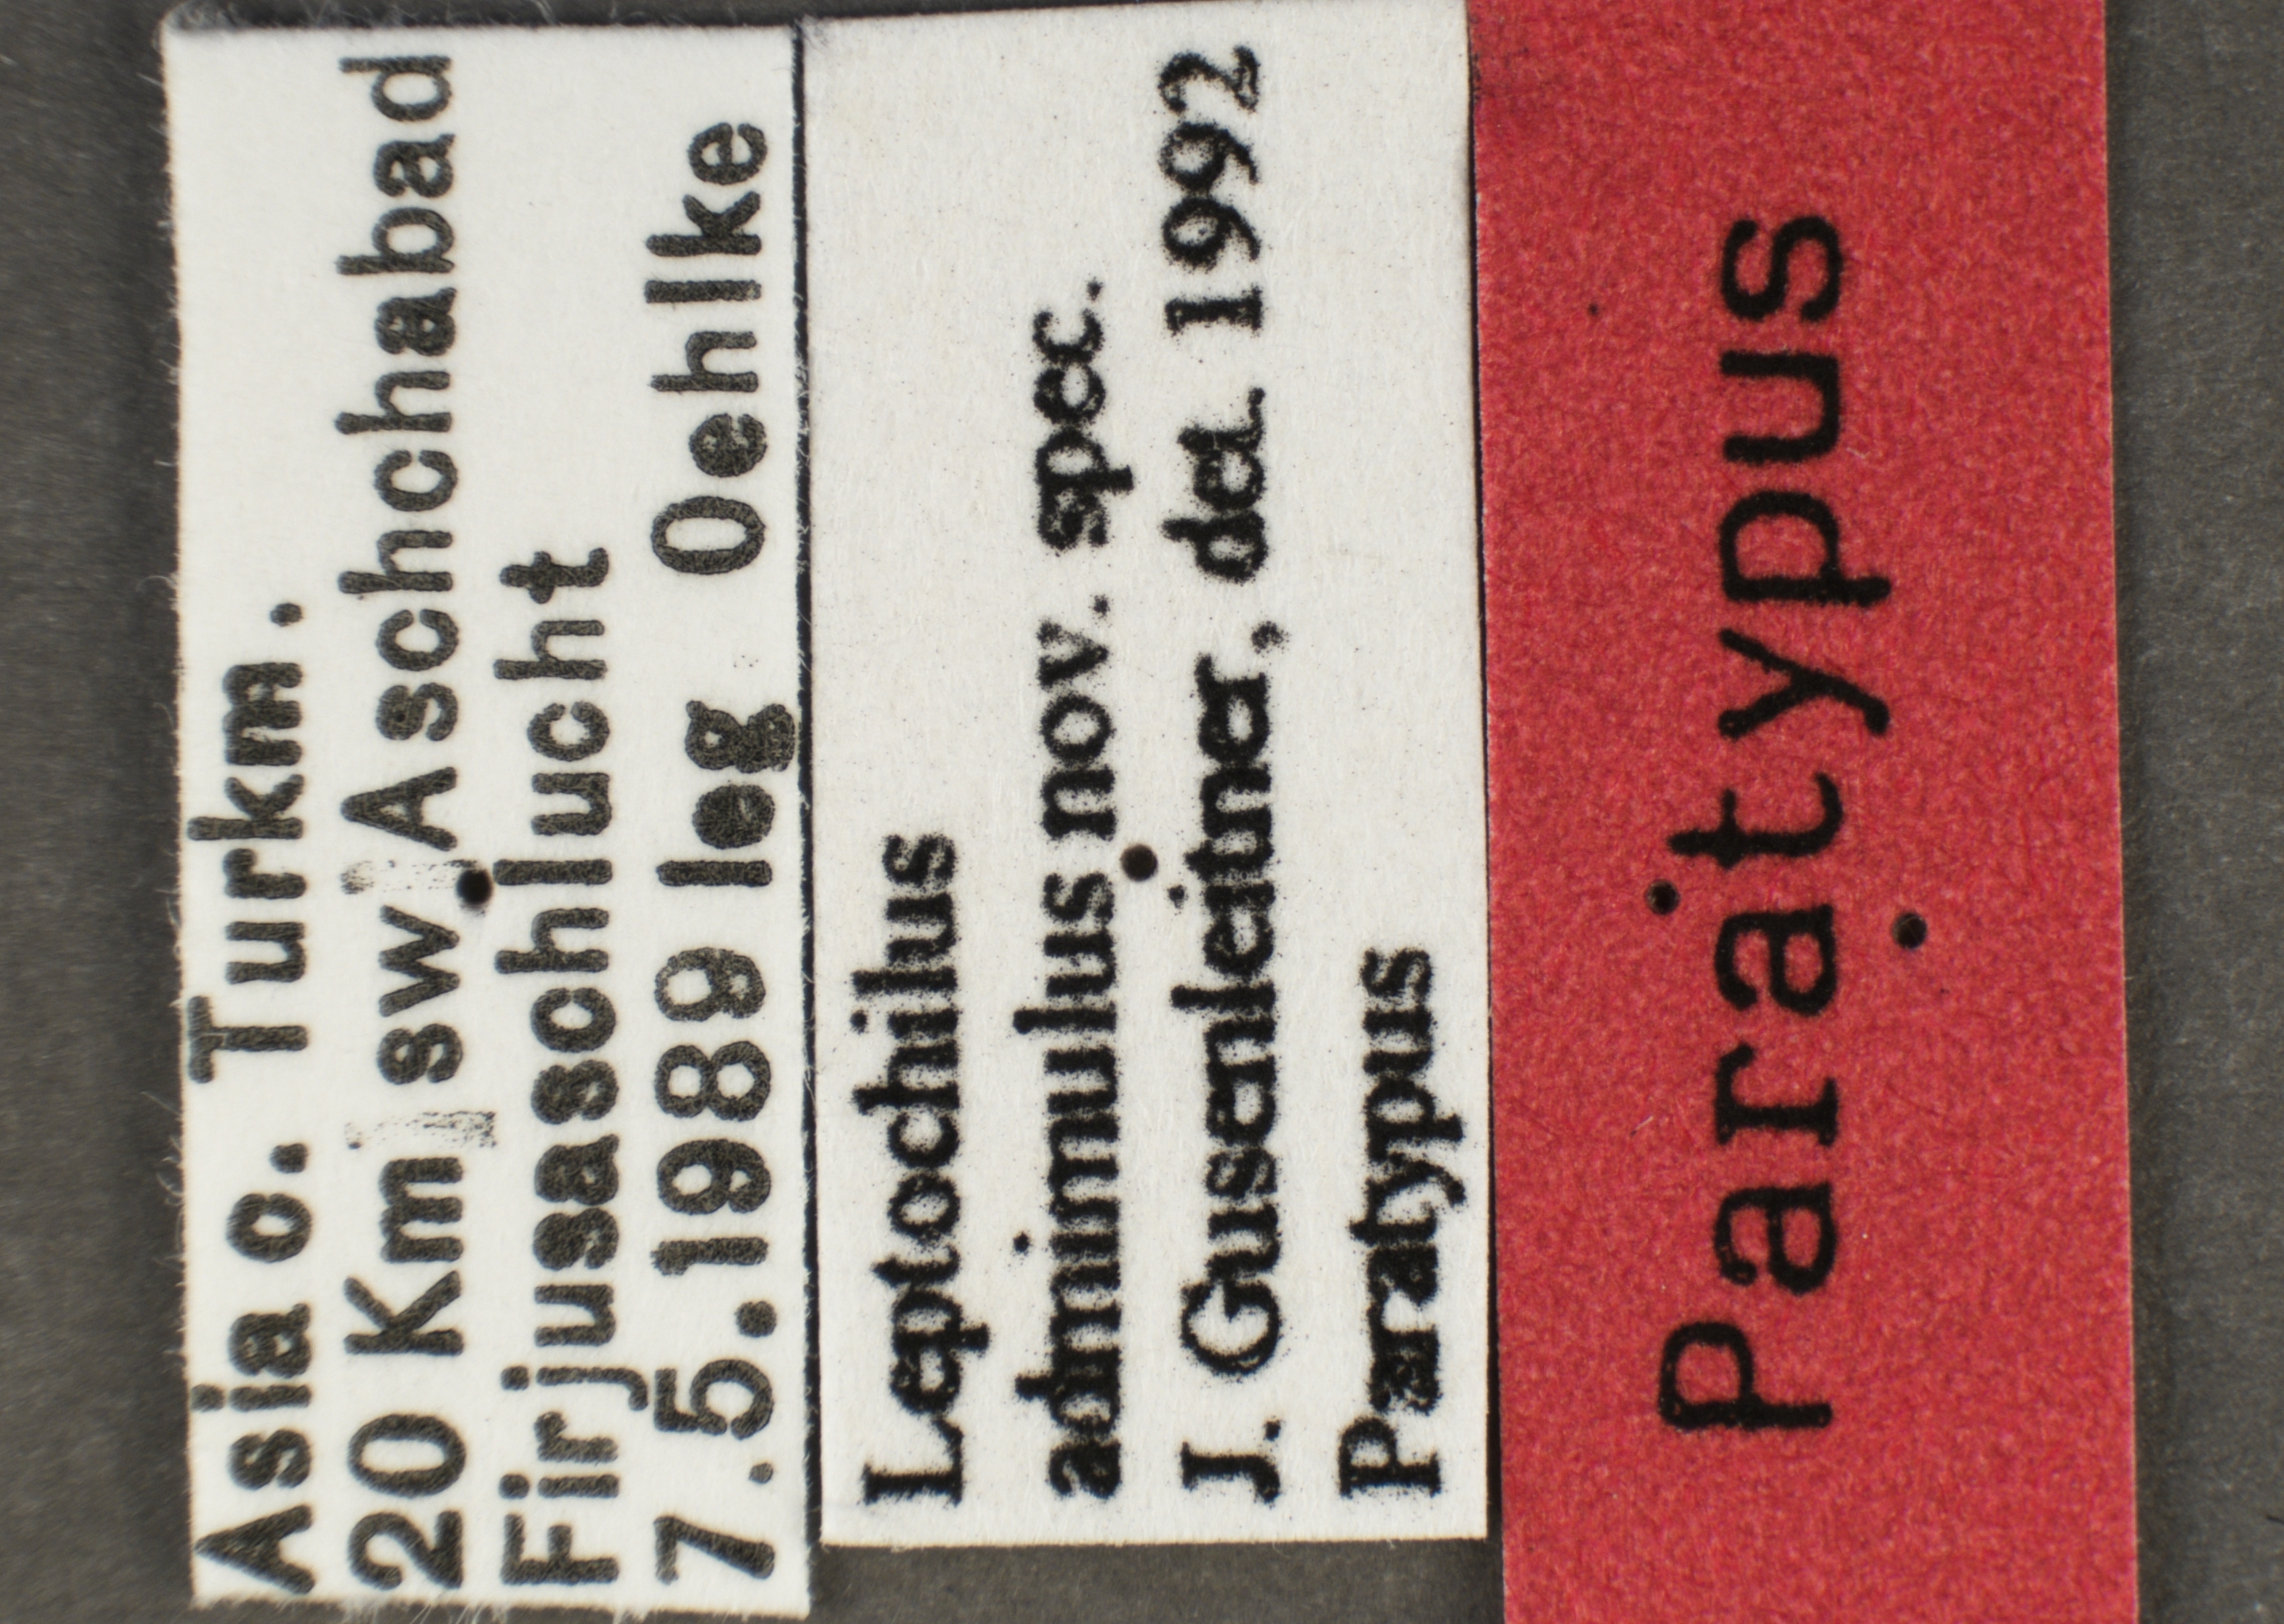 Asia o. Turkm.
20 Km sw Aschchabad
Firjusaschlucht
7.5.1989 leg Oehlke
Leptochilus
adnimulus nov. spec.
J. Gusenleitner, det. 1992
Paratypus
Paratypus